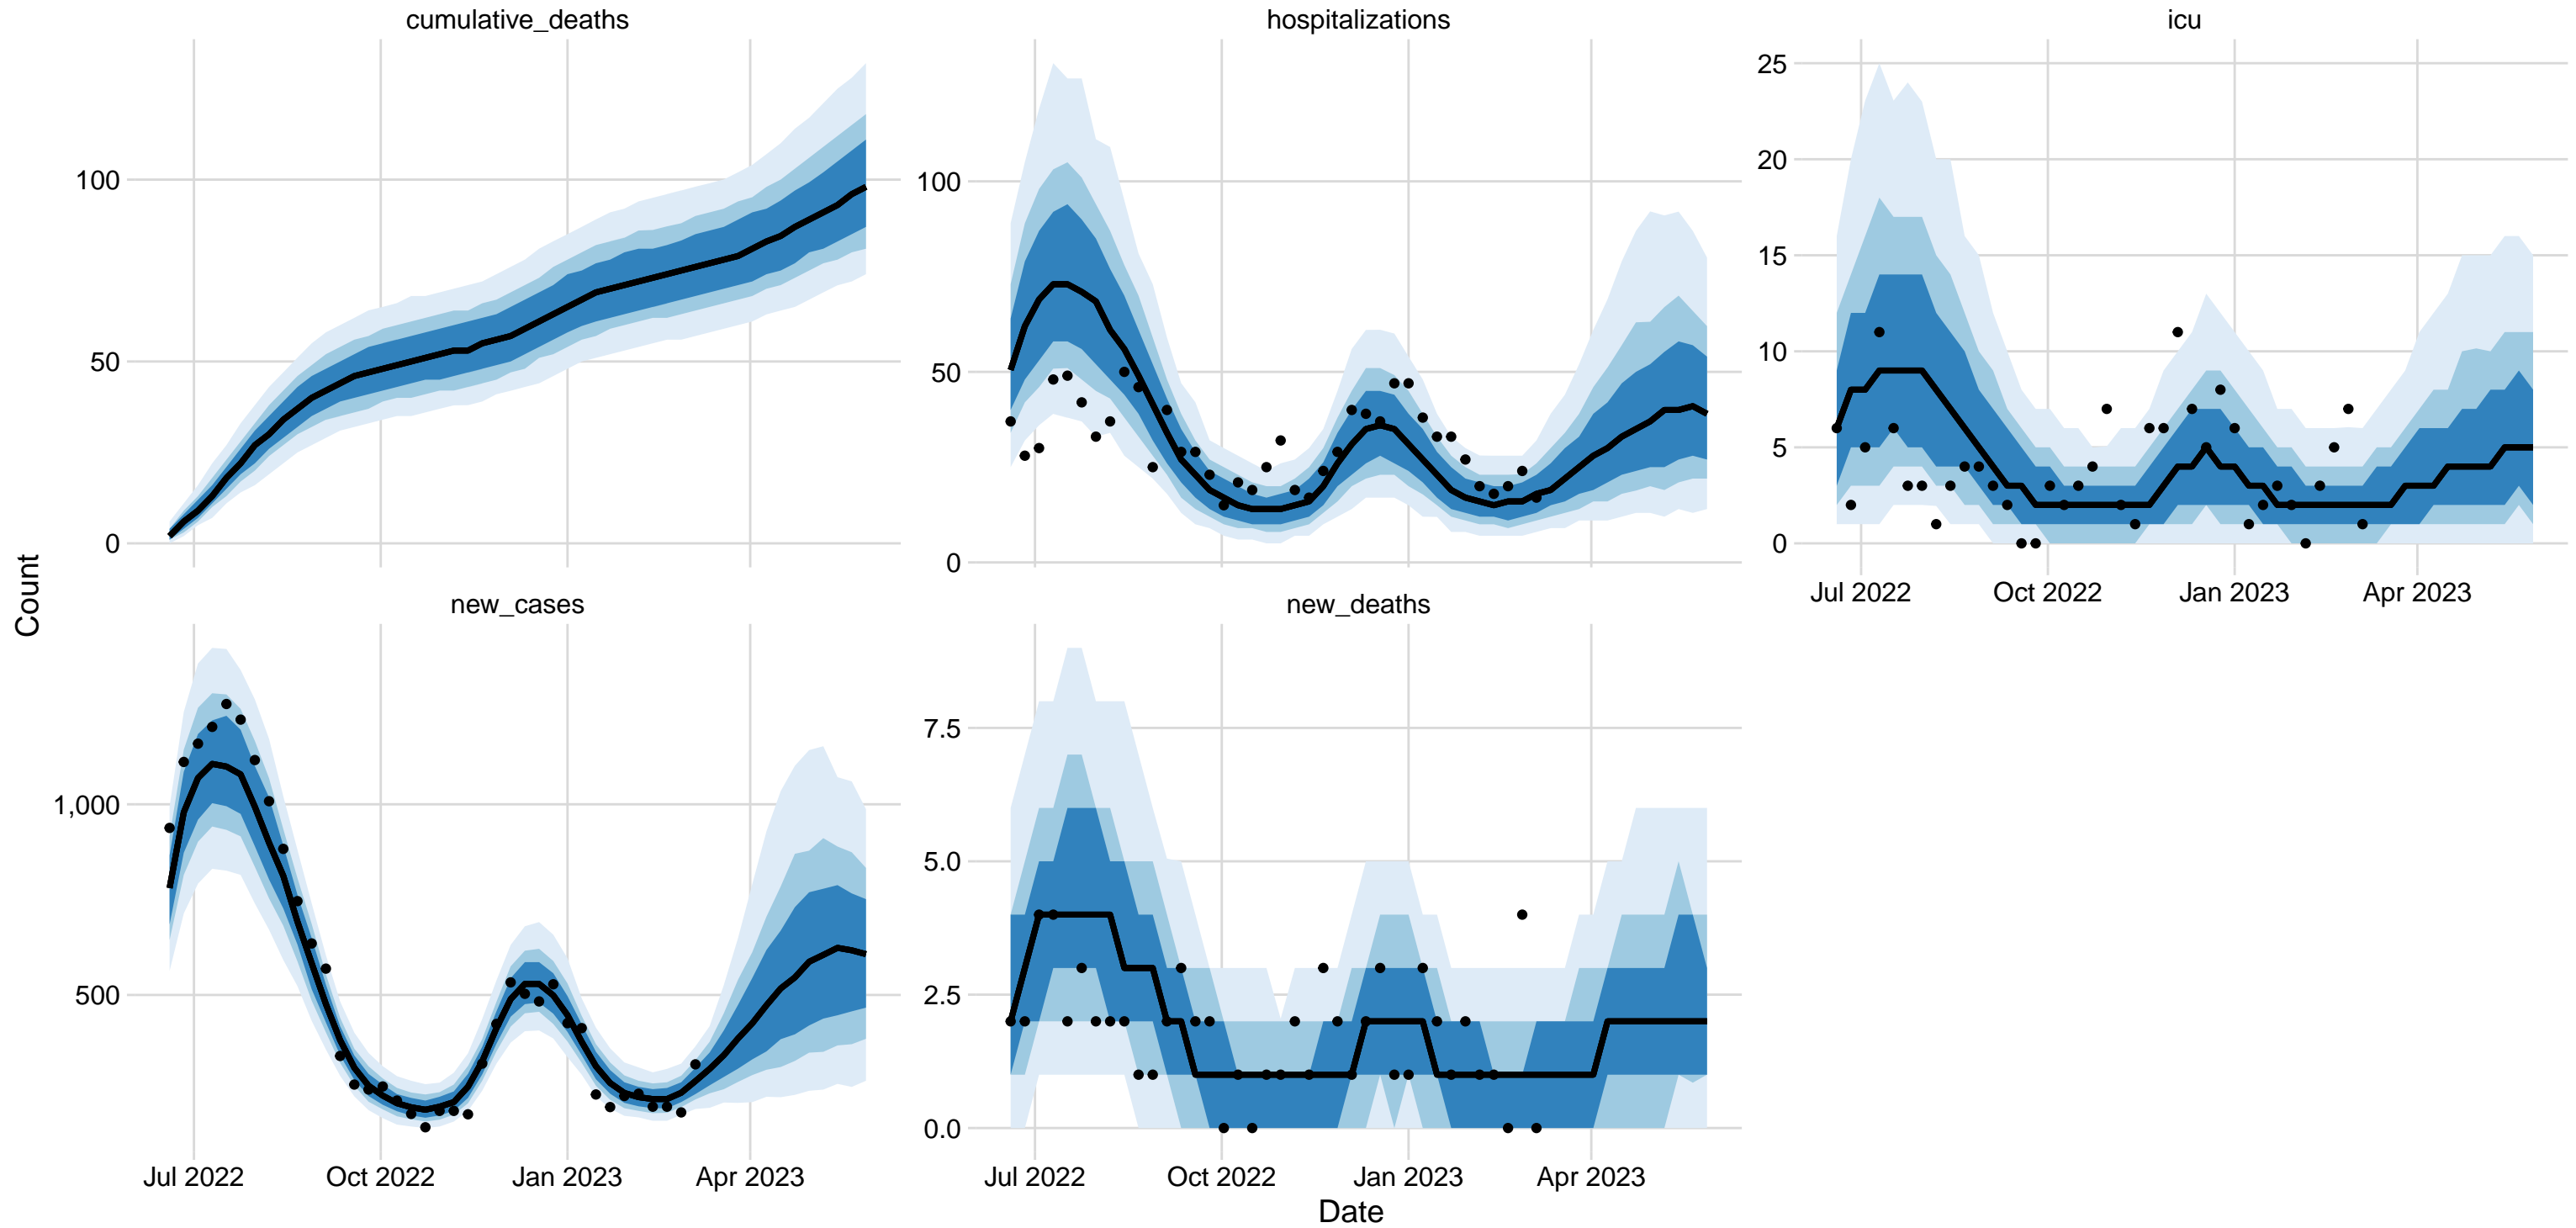 cumulative_deaths
hospitalizations
icu
100
50
0
100
50
0
25
20
15
10
5
0
Jul 2022
Oct 2022
Jan 2023
Apr 2023
Count
new_cases
new_deaths
1,000
500
7.5
5.0
2.5
0.0
Jul 2022
Oct 2022
Jan 2023
Apr 2023
Jul 2022
Oct 2022
Jan 2023
Apr 2023
Date